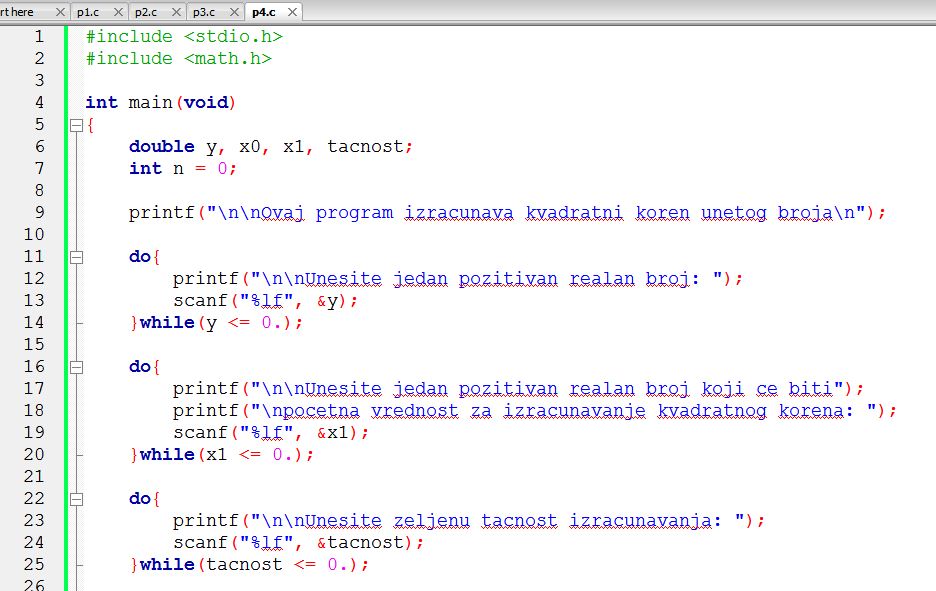 rt here p1.c p2.c p3.c p4.c
1 #include <stdio.h>
2 #include <math.h>
3
4 int main(void)
5 {
6 double y, x0, x1, tacnost;
7 int n = 0;
8
9 printf("\n\nOvaj program izracunava kvadratni koren unetog broja\n");
10
11 do{
12 printf("\n\nUnesite jedan pozitivan realan broj: ");
13 scanf("%lf", &y);
14 }while(y <= 0.);
15
16 do{
17 printf("\n\nUnesite jedan pozitivan realan broj koji ce biti");
18 printf("\npocetna vrednost za izracunavanje kvadratnog korena: ");
19 scanf("%lf", &x1);
20 }while(x1 <= 0.);
21
22 do{
23 printf("\n\nUnesite zeljenu tacnost izracunavanja: ");
24 scanf("%lf", &tacnost);
25 }while(tacnost <= 0.);
26